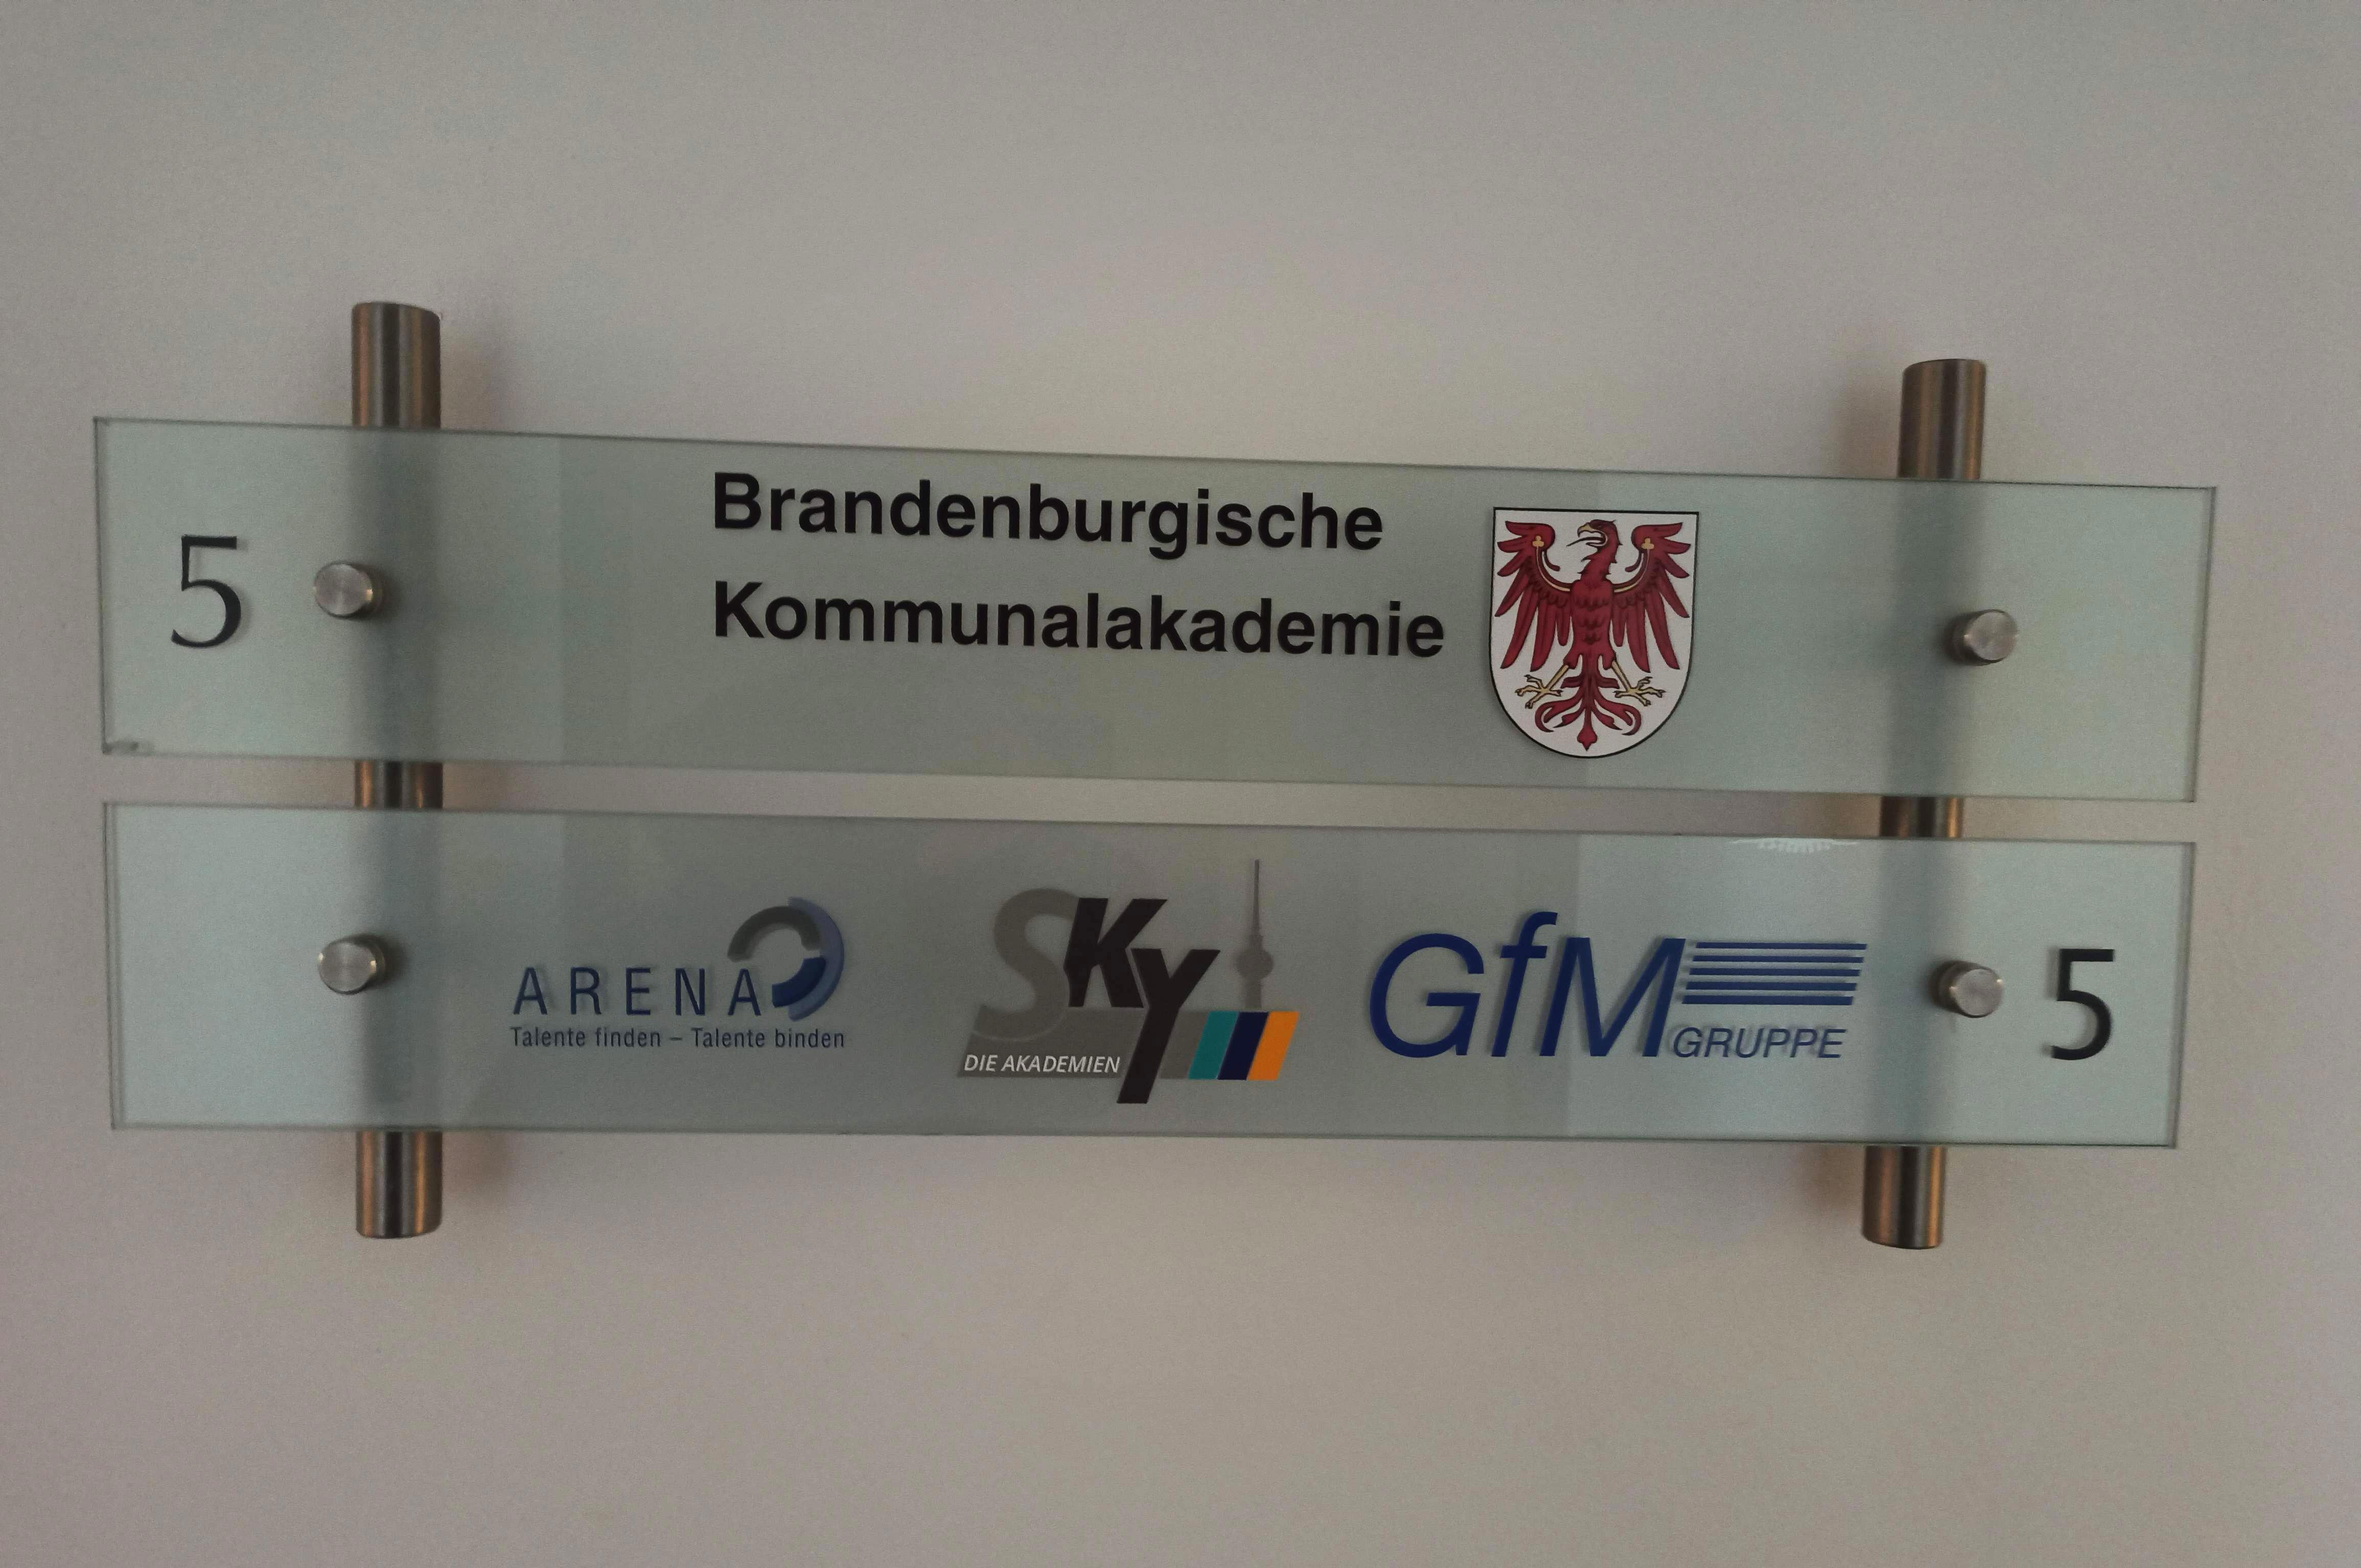 5
Brandenburgische
Kommunalakademie
ARENA
Talente finden – Talente binden
SKY
DIE AKADEMIEN
GfM
GRUPPE
5